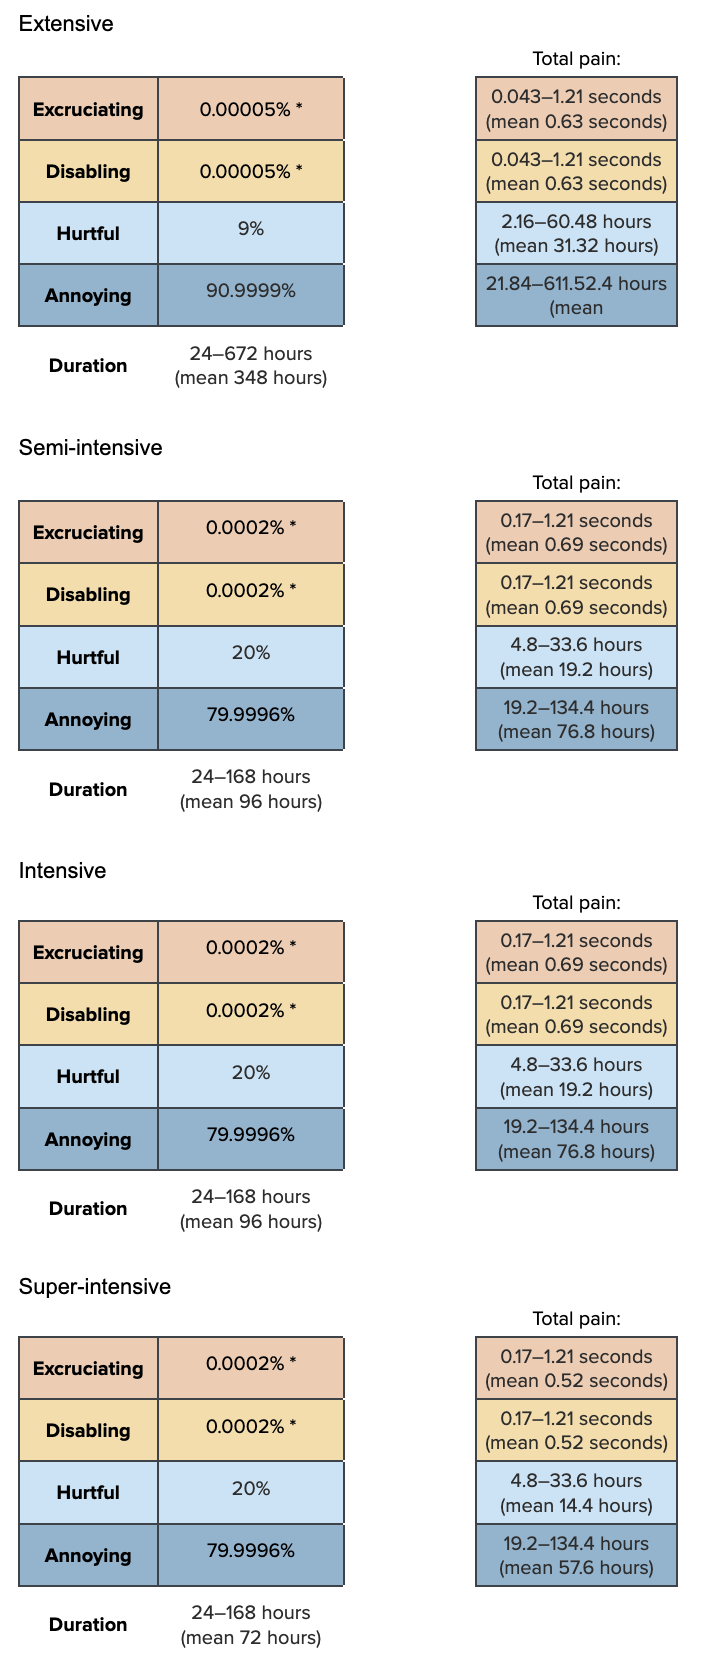 Extensive
Total pain:
Excruciating 0.00005% * 0.043–1.21 seconds
(mean 0.63 seconds)
Disabling 0.00005% * 0.043–1.21 seconds
(mean 0.63 seconds)
Hurtful 9% 2.16–60.48 hours
(mean 31.32 hours)
Annoying 90.9999% 21.84–611.52.4 hours
(mean
Duration 24–672 hours
(mean 348 hours)
Semi-intensive
Total pain:
Excruciating 0.0002% * 0.17–1.21 seconds
(mean 0.69 seconds)
Disabling 0.0002% * 0.17–1.21 seconds
(mean 0.69 seconds)
Hurtful 20% 4.8–33.6 hours
(mean 19.2 hours)
Annoying 79.9996% 19.2–134.4 hours
(mean 76.8 hours)
Duration 24–168 hours
(mean 96 hours)
Intensive
Total pain:
Excruciating 0.0002% * 0.17–1.21 seconds
(mean 0.69 seconds)
Disabling 0.0002% * 0.17–1.21 seconds
(mean 0.69 seconds)
Hurtful 20% 4.8–33.6 hours
(mean 19.2 hours)
Annoying 79.9996% 19.2–134.4 hours
(mean 76.8 hours)
Duration 24–168 hours
(mean 96 hours)
Super-intensive
Total pain:
Excruciating 0.0002% * 0.17–1.21 seconds
(mean 0.52 seconds)
Disabling 0.0002% * 0.17–1.21 seconds
(mean 0.52 seconds)
Hurtful 20% 4.8–33.6 hours
(mean 14.4 hours)
Annoying 79.9996% 19.2–134.4 hours
(mean 57.6 hours)
Duration 24–168 hours
(mean 72 hours)